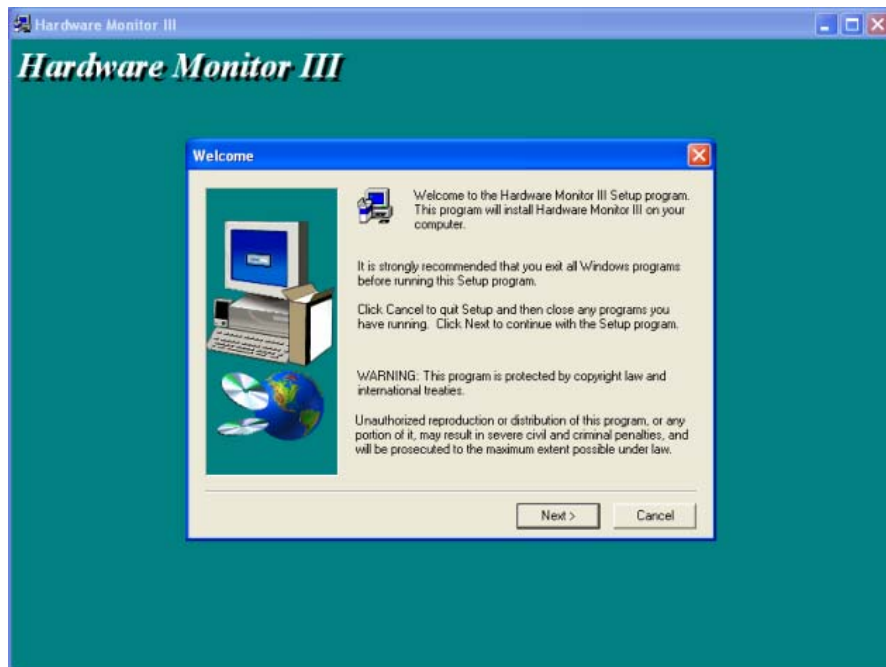 Hardware Monitor III
Hardware Monitor III
Welcome
Welcome to the Hardware Monitor III Setup program.
This program will install Hardware Monitor III on your
computer.
It is strongly recommended that you exit all Windows programs
before running this Setup program.
Click Cancel to quit Setup and then close any programs you
have running.  Click Next to continue with the Setup program.
WARNING: This program is protected by copyright law and
international treaties.
Unauthorized reproduction or distribution of this program, or any
portion of it, may result in severe civil and criminal penalties, and
will be prosecuted to the maximum extent possible under law.
Next >
Cancel